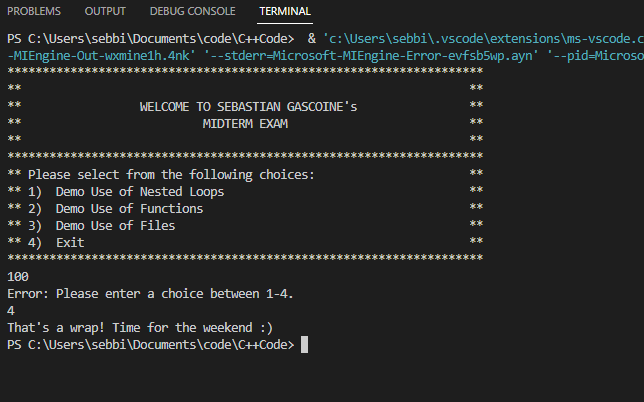 PROBLEMS OUTPUT DEBUG CONSOLE TERMINAL
PS C:\Users\sebbi\Documents\code\C++Code>  & 'c:\Users\sebbi\.vscode\extensions\ms-vscode.c
-MIEngine-Out-wxmine1h.4nk' '--stderr=Microsoft-MIEngine-Error-evfsb5wp.ayn' '--pid=Microso
********************************************************************
**                                                                **
**                 WELCOME TO SEBASTIAN GASCOINE's                **
**                          MIDTERM EXAM                          **
**                                                                **
********************************************************************
** Please select from the following choices:                      **
** 1)  Demo Use of Nested Loops                                   **
** 2)  Demo Use of Functions                                      **
** 3)  Demo Use of Files                                          **
** 4)  Exit                                                       **
********************************************************************
100
Error: Please enter a choice between 1-4.
4
That's a wrap! Time for the weekend :)
PS C:\Users\sebbi\Documents\code\C++Code>